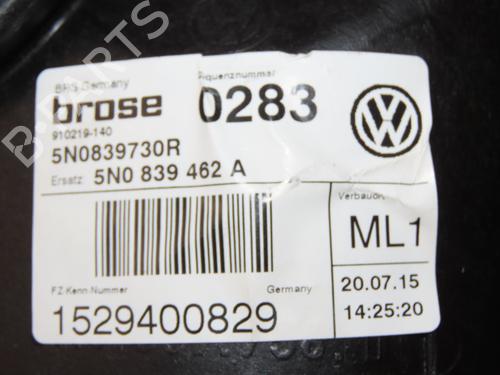 BRS Germany
brose
910219-140
Sequenznummer
0283
5N0839730R
Ersatz: 5N0 839 462 A
Verbauort
ML1
FZ-Kenn-Nummer
Germany
1529400829
20.07.15
14:25:20
B-PARTS